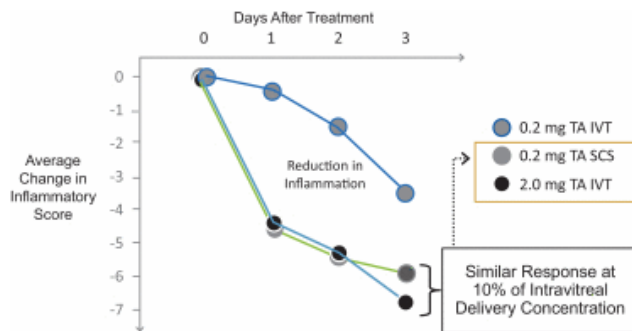 Days After Treatment
0 1 2 3
0
-1
-2
-3
-4
-5
-6
-7
Average
Change in
Inflammatory
Score
Reduction in
Inflammation
0.2 mg TA IVT
0.2 mg TA SCS
2.0 mg TA IVT
Similar Response at
10% of Intravitreal
Delivery Concentration